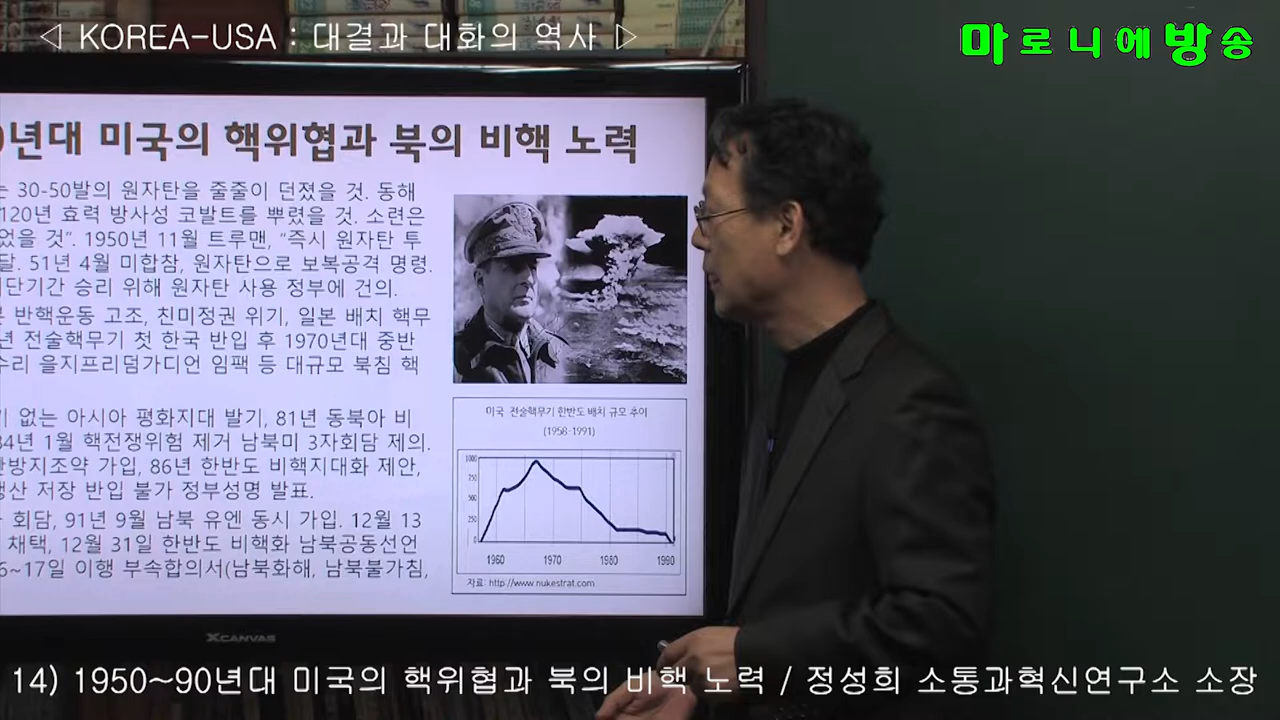 ◁ KOREA-USA : 대결과 대화의 역사 ▷
마로니에방송
0년대 미국의 핵위협과 북의 비핵 노력
는 30-50발의 원자탄을 줄줄이 던졌을 것. 동해
120년 효력 방사성 코발트를 뿌렸을 것. 소련은
었을 것”. 1950년 11월 트루맨, “즉시 원자탄 투
달. 51년 4월 미합참, 원자탄으로 보복공격 명령.
단기간 승리 위해 원자탄 사용 정부에 건의.
본 반핵운동 고조, 친미정권 위기, 일본 배치 핵무
년 전술핵무기 첫 한국 반입 후 1970년대 중반
수리 을지프리덤가디언 임팩 등 대규모 북침 핵
기 없는 아시아 평화지대 발기, 81년 동북아 비
84년 1월 핵전쟁위험 제거 남북미 3자회담 제의.
산방지조약 가입, 86년 한반도 비핵지대화 제안,
생산 저장 반입 불가 정부성명 발표.
회담, 91년 9월 남북 유엔 동시 가입. 12월 13
채택, 12월 31일 한반도 비핵화 남북공동선언
6~17일 이행 부속합의서(남북화해, 남북불가침,
미국 전술핵무기 한반도 배치 규모 추이
(1958-1991)
1000
750
500
250
0
1960 1970 1980 1990
자료: http://www.nukestrat.com
XCANVAS
14) 1950~90년대 미국의 핵위협과 북의 비핵 노력 / 정성희 소통과혁신연구소 소장